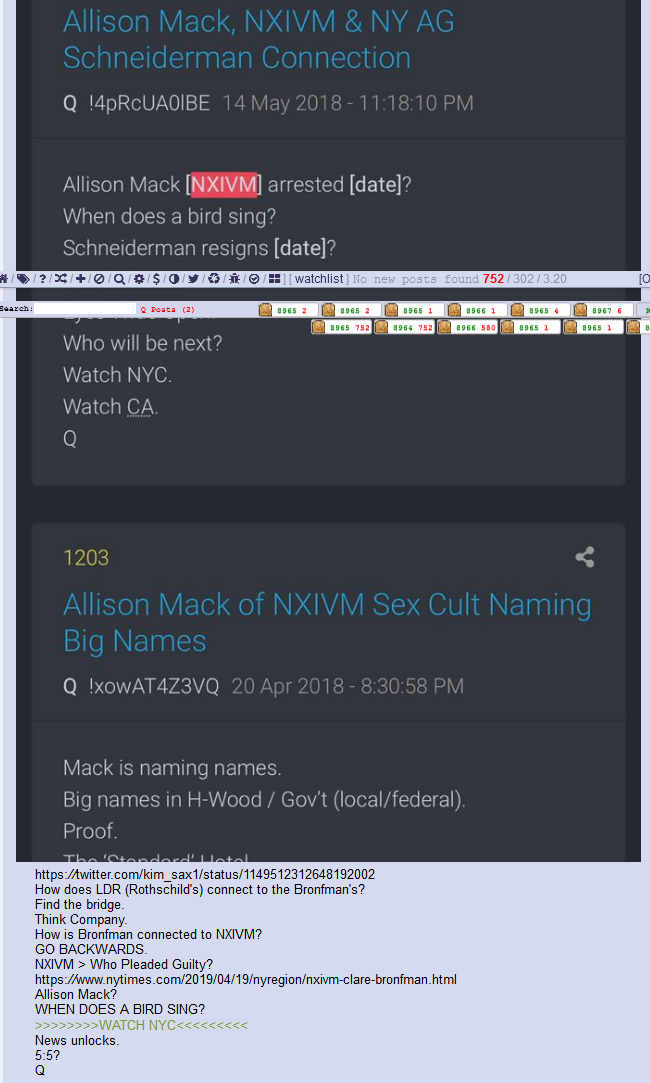 Allison Mack, NXIVM & NY AG
Schneiderman Connection
Q !4pRcUA0lBE 14 May 2018 - 11:18:10 PM
Allison Mack [NXIVM] arrested [date]?
When does a bird sing?
Schneiderman resigns [date]?
/ ? / / + / / / / $ / / / / / / ] [ watchlist ] No new posts found 752 / 302 / 3.20 [O
Search: Q Posts (2) 8965 2 8965 2 8965 1 8966 1 8965 4 8967 6
8965 752 8964 752 8966 580 8965 1 8965 1 8
Who will be next?
Watch NYC.
Watch CA.
Q
1203
Allison Mack of NXIVM Sex Cult Naming
Big Names
Q !xowAT4Z3VQ 20 Apr 2018 - 8:30:58 PM
Mack is naming names.
Big names in H-Wood / Gov't (local/federal).
Proof.
The 'Standard' Hotel
https://twitter.com/kim_sax1/status/1149512312648192002
How does LDR (Rothschild's) connect to the Bronfman's?
Find the bridge.
Think Company.
How is Bronfman connected to NXIVM?
GO BACKWARDS.
NXIVM > Who Pleaded Guilty?
https://www.nytimes.com/2019/04/19/nyregion/nxivm-clare-bronfman.html
Allison Mack?
WHEN DOES A BIRD SING?
>>>>>>>>WATCH NYC<<<<<<<<<
News unlocks.
5:5?
Q